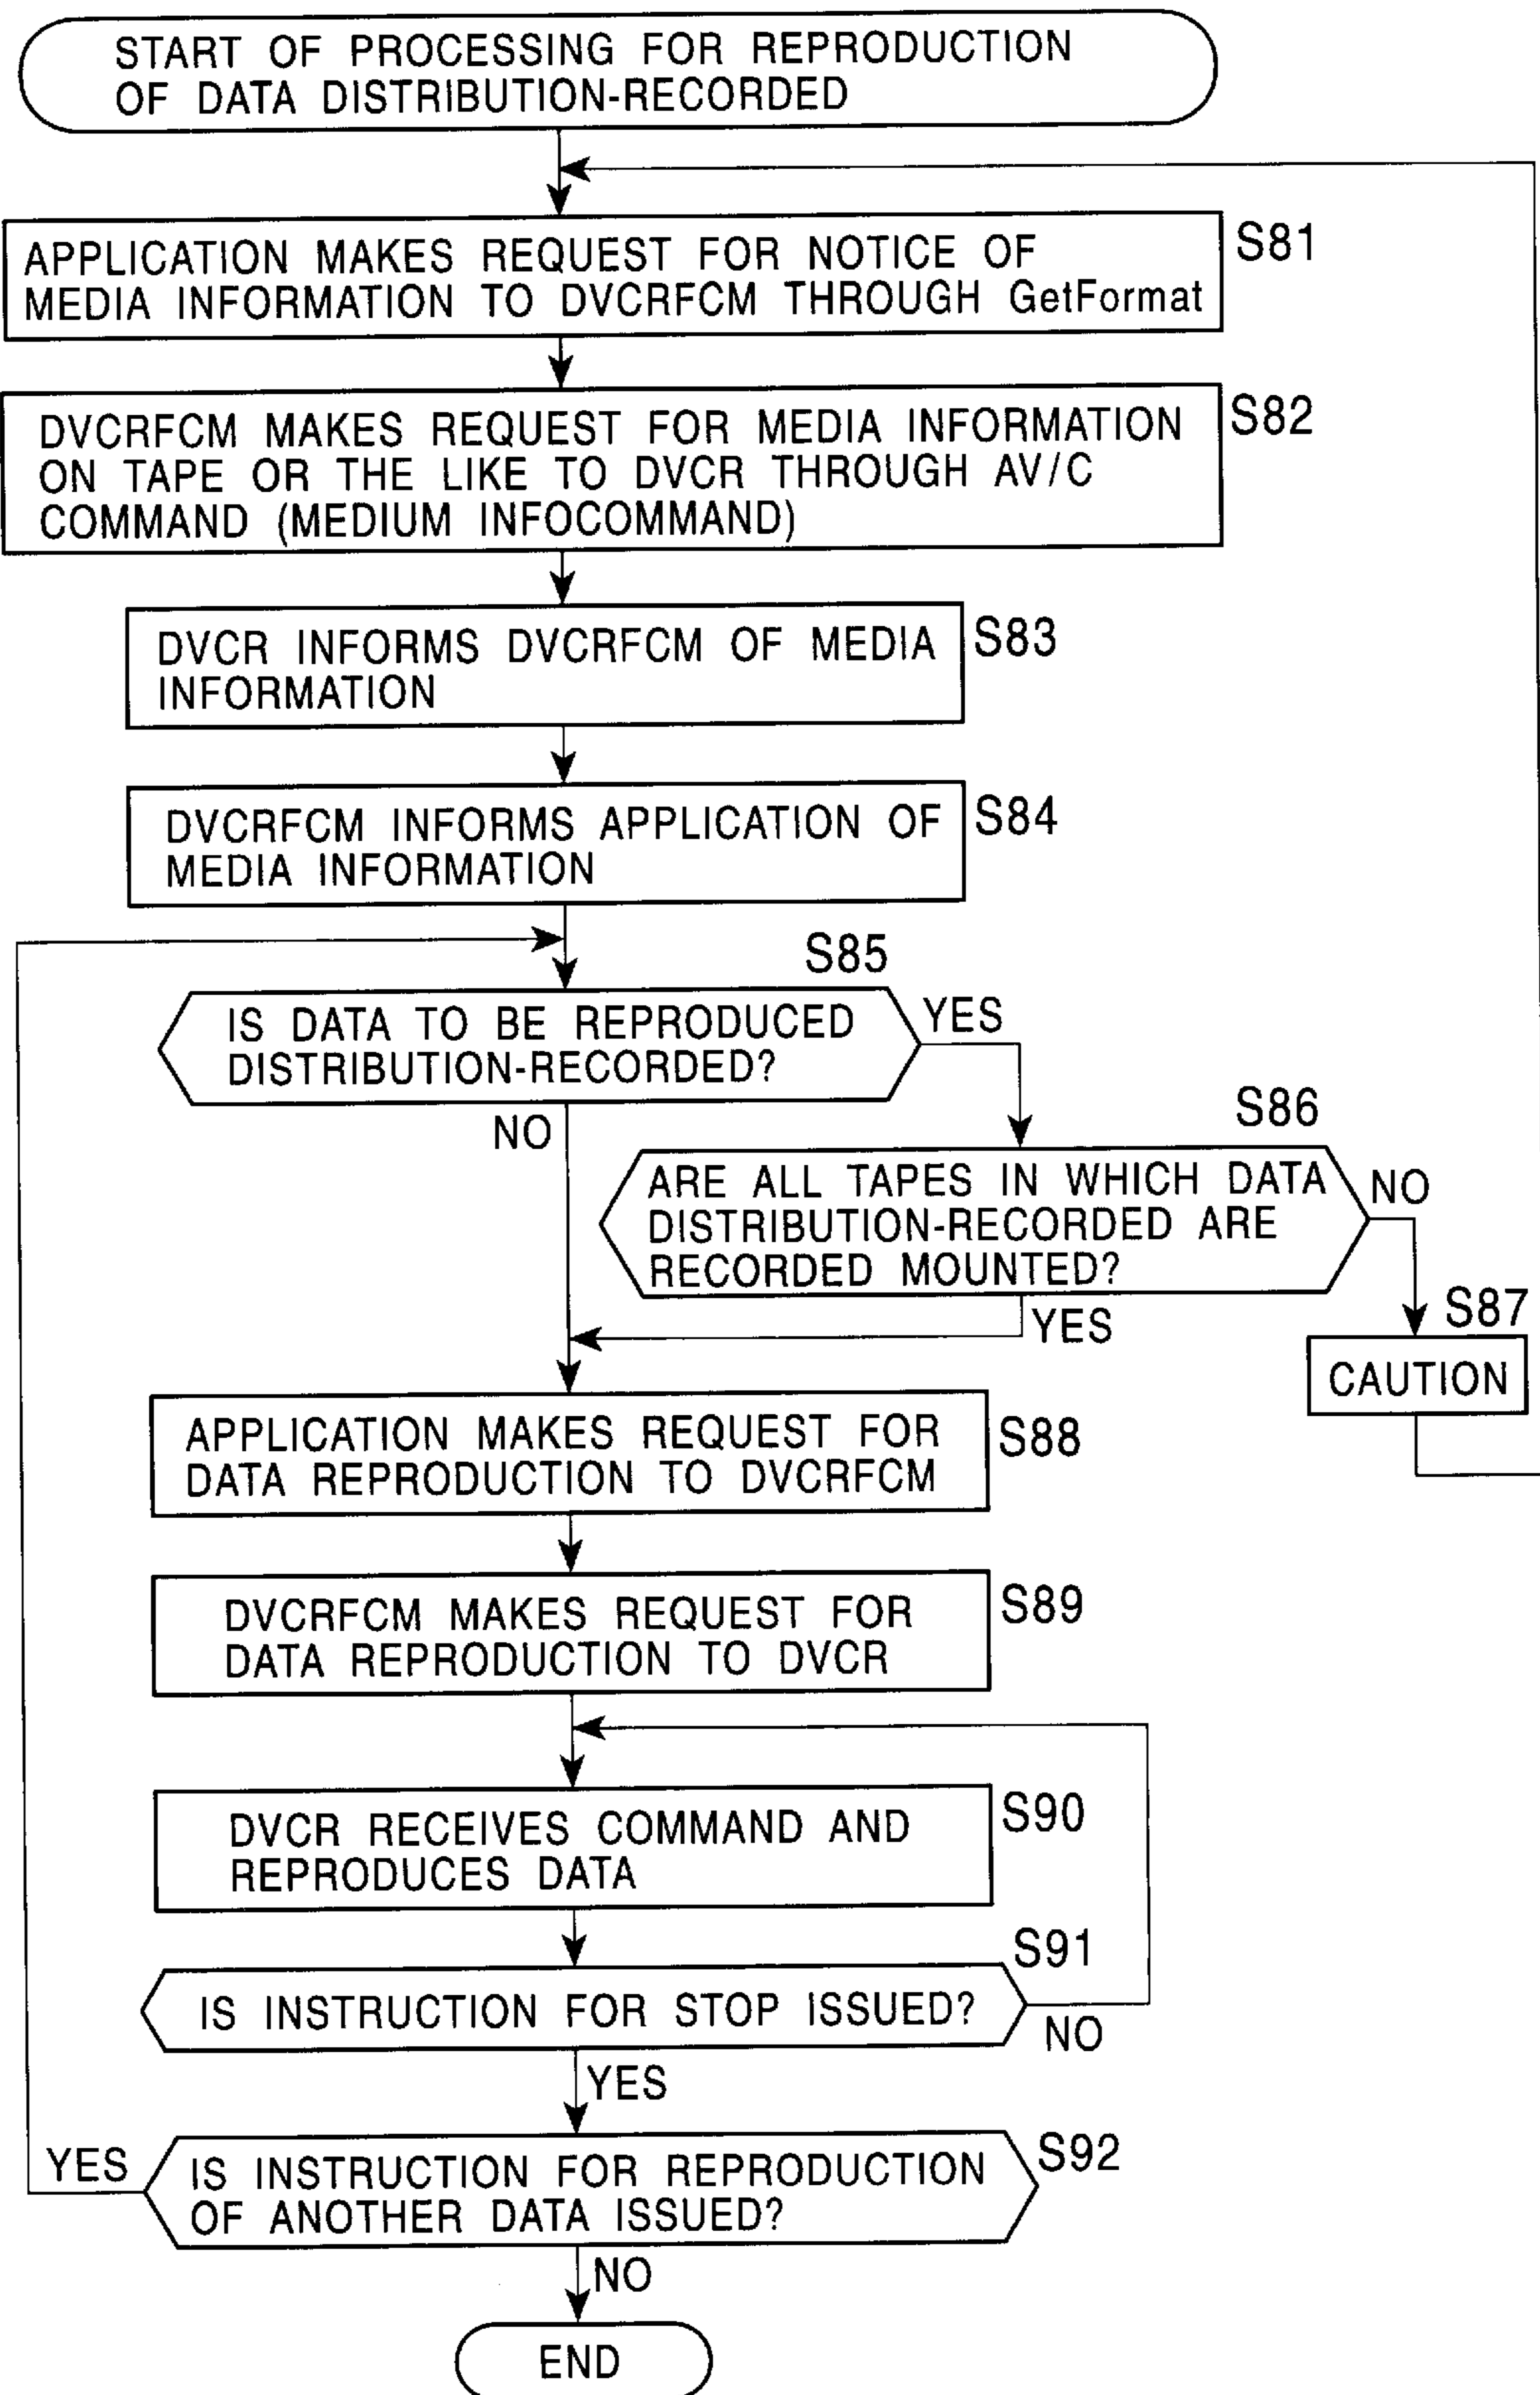 START OF PROCESSING FOR REPRODUCTION
OF DATA DISTRIBUTION-RECORDED
APPLICATION MAKES REQUEST FOR NOTICE OF
MEDIA INFORMATION TO DVCRFCM THROUGH GetFormat
S81
DVCRFCM MAKES REQUEST FOR MEDIA INFORMATION
ON TAPE OR THE LIKE TO DVCR THROUGH AV/C
COMMAND (MEDIUM INFOCOMMAND)
S82
DVCR INFORMS DVCRFCM OF MEDIA
INFORMATION
S83
DVCRFCM INFORMS APPLICATION OF
MEDIA INFORMATION
S84
S85
IS DATA TO BE REPRODUCED
DISTRIBUTION-RECORDED?
YES
NO
S86
ARE ALL TAPES IN WHICH DATA
DISTRIBUTION-RECORDED ARE
RECORDED MOUNTED?
NO
YES
S87
CAUTION
APPLICATION MAKES REQUEST FOR
DATA REPRODUCTION TO DVCRFCM
S88
DVCRFCM MAKES REQUEST FOR
DATA REPRODUCTION TO DVCR
S89
DVCR RECEIVES COMMAND AND
REPRODUCES DATA
S90
S91
IS INSTRUCTION FOR STOP ISSUED?
NO
YES
S92
YES
IS INSTRUCTION FOR REPRODUCTION
OF ANOTHER DATA ISSUED?
NO
END